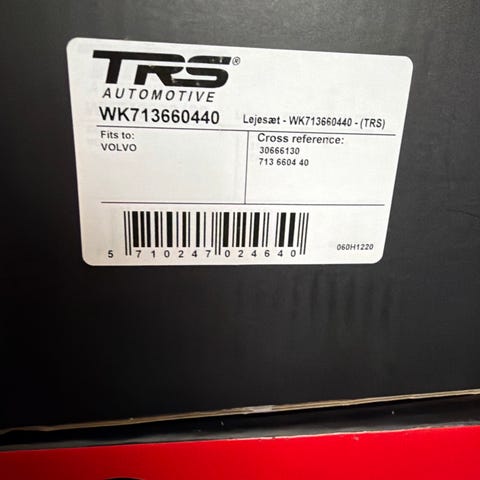 TRS®
AUTOMOTIVE
WK713660440
Lejesæt - WK713660440 - (TRS)
Fits to:
VOLVO
Cross reference:
30666130
713 6604 40
5 710247 024640
060H1220